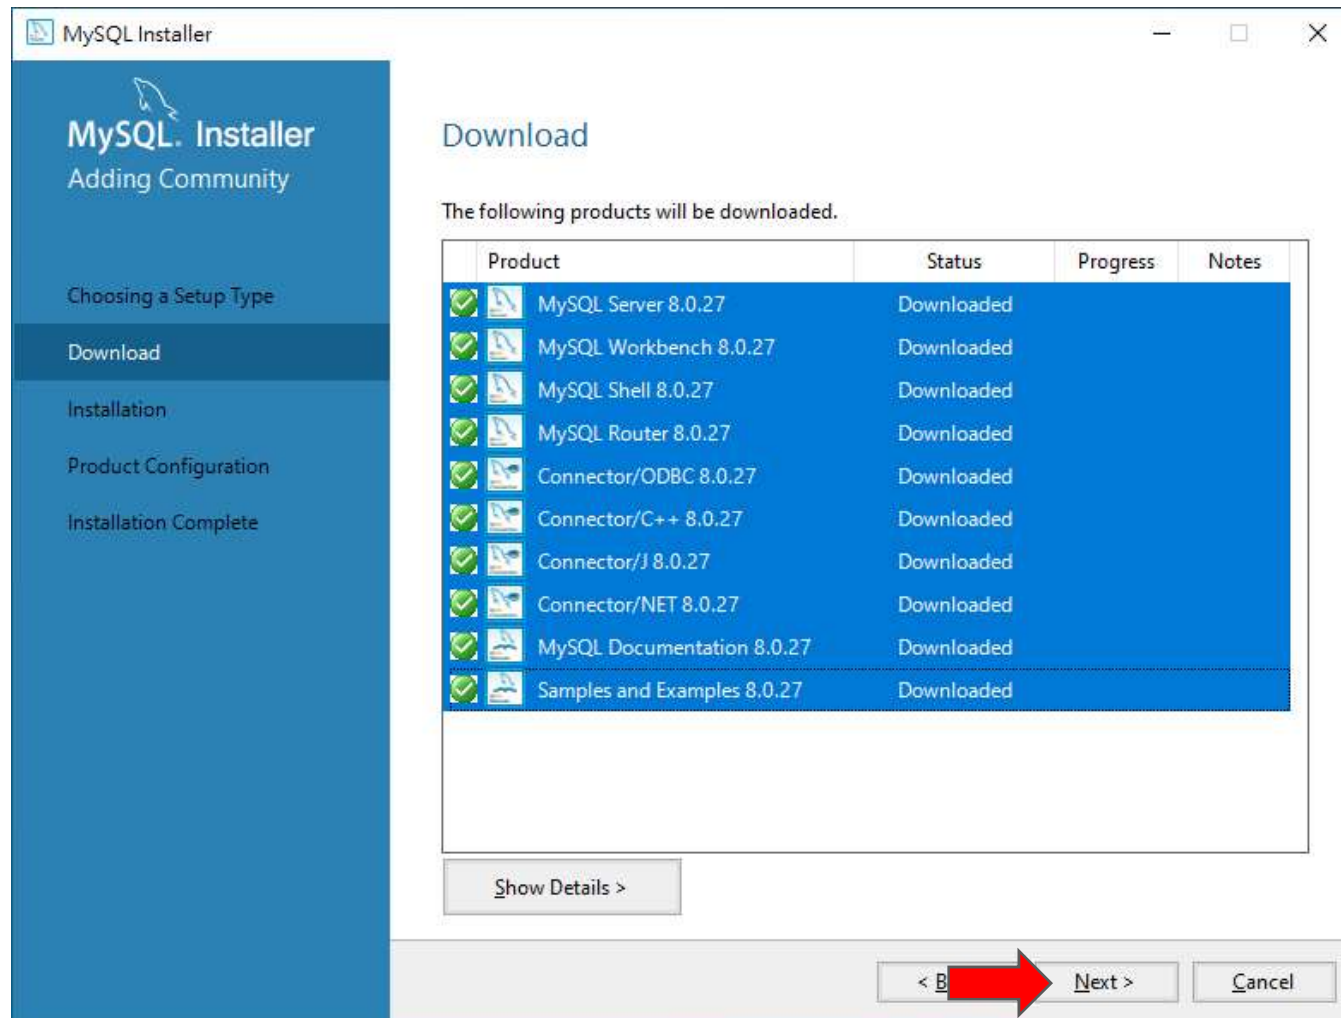 MySQL Installer
MySQL. Installer
Adding Community
Choosing a Setup Type
Download
Installation
Product Configuration
Installation Complete
Download
The following products will be downloaded.
Product Status Progress Notes
MySQL Server 8.0.27 Downloaded
MySQL Workbench 8.0.27 Downloaded
MySQL Shell 8.0.27 Downloaded
MySQL Router 8.0.27 Downloaded
Connector/ODBC 8.0.27 Downloaded
Connector/C++ 8.0.27 Downloaded
Connector/J 8.0.27 Downloaded
Connector/NET 8.0.27 Downloaded
MySQL Documentation 8.0.27 Downloaded
Samples and Examples 8.0.27 Downloaded
Show Details >
< B Next > Cancel